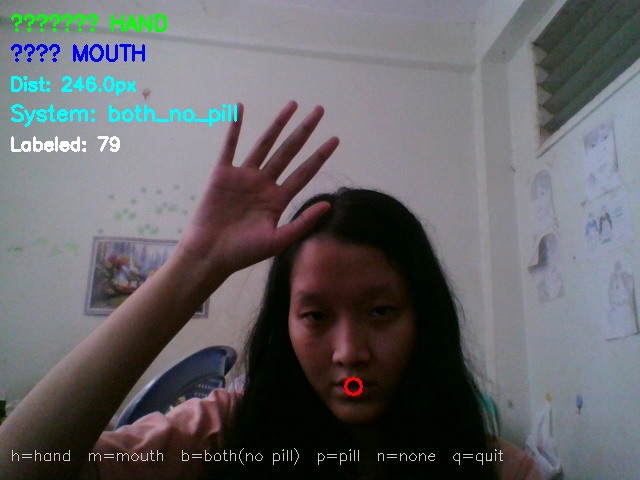 ??????? HAND
???? MOUTH
Dist: 246.0px
System: both_no_pill
Labeled: 79
h=hand m=mouth b=both(no pill) p=pill n=none q=quit